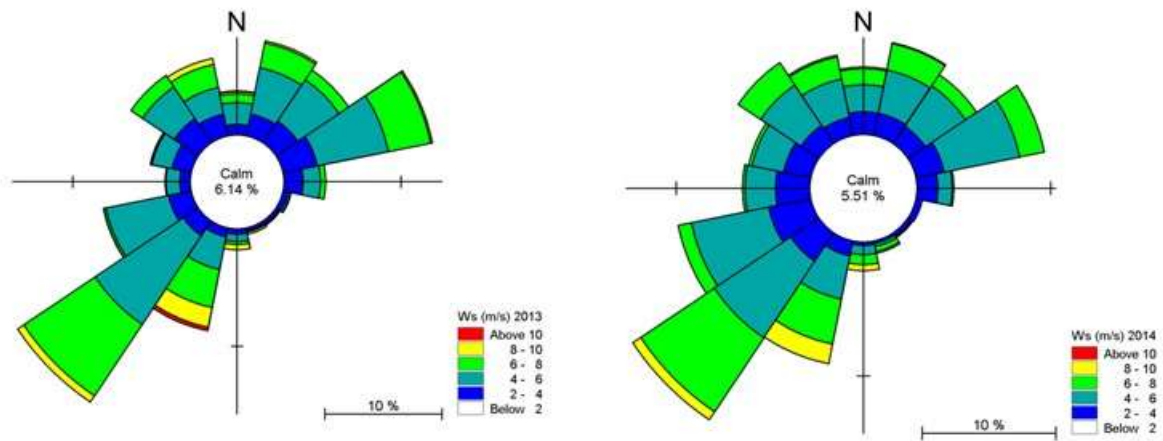 N
Calm
6.14 %
Ws (m/s) 2013
Above 10
8 - 10
6 - 8
4 - 6
2 - 4
Below 2
10 %
N
Calm
5.51 %
Ws (m/s) 2014
Above 10
8 - 10
6 - 8
4 - 6
2 - 4
Below 2
10 %